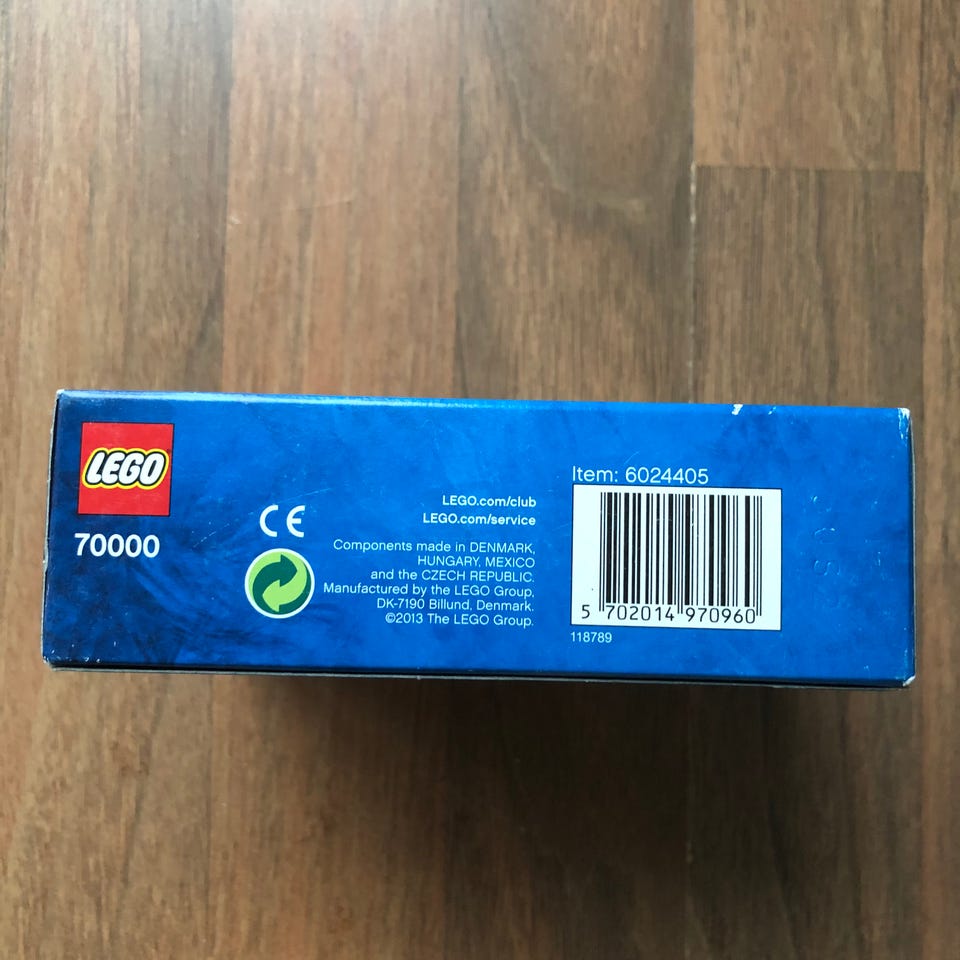 LEGO
70000
CE
LEGO.com/club
LEGO.com/service
Components made in DENMARK,
HUNGARY, MEXICO
and the CZECH REPUBLIC.
Manufactured by the LEGO Group,
DK-7190 Billund, Denmark.
©2013 The LEGO Group.
Item: 6024405
5 702014 970960
118789